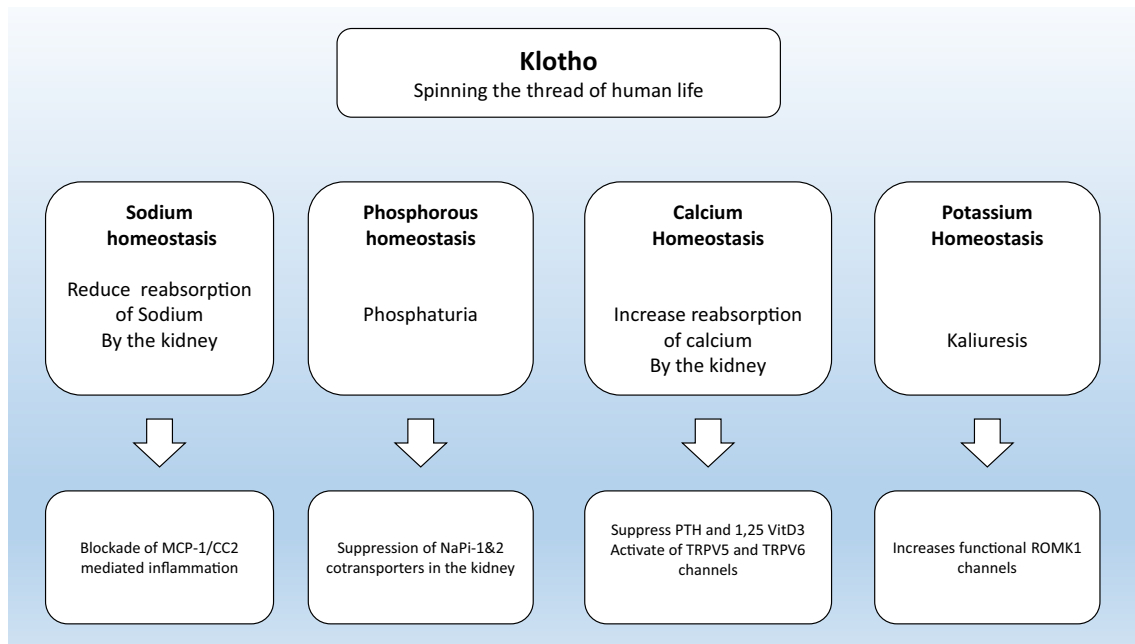 Klotho
Spinning the thread of human life
Sodium
homeostasis
Reduce reabsorption
of Sodium
By the kidney
Phosphorous
homeostasis
Phosphaturia
Calcium
Homeostasis
Increase reabsorption
of calcium
By the kidney
Potassium
Homeostasis
Kaliuresis
Blockade of MCP-1/CC2
mediated inflammation
Suppression of NaPi-1&2
cotransporters in the kidney
Suppress PTH and 1,25 VitD3
Activate of TRPV5 and TRPV6
channels
Increases functional ROMK1
channels